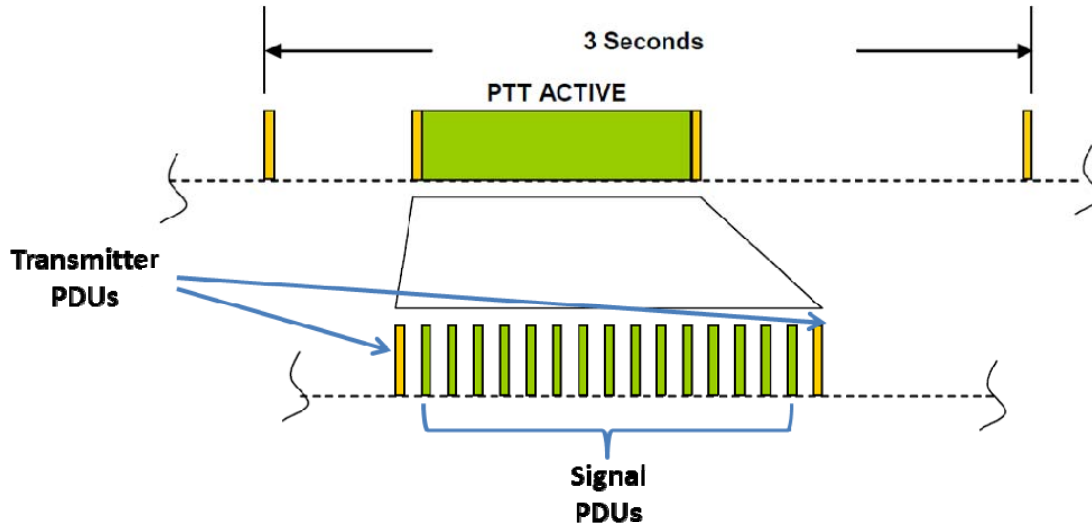 3 Seconds
PTT ACTIVE
Transmitter
PDUs
Signal
PDUs